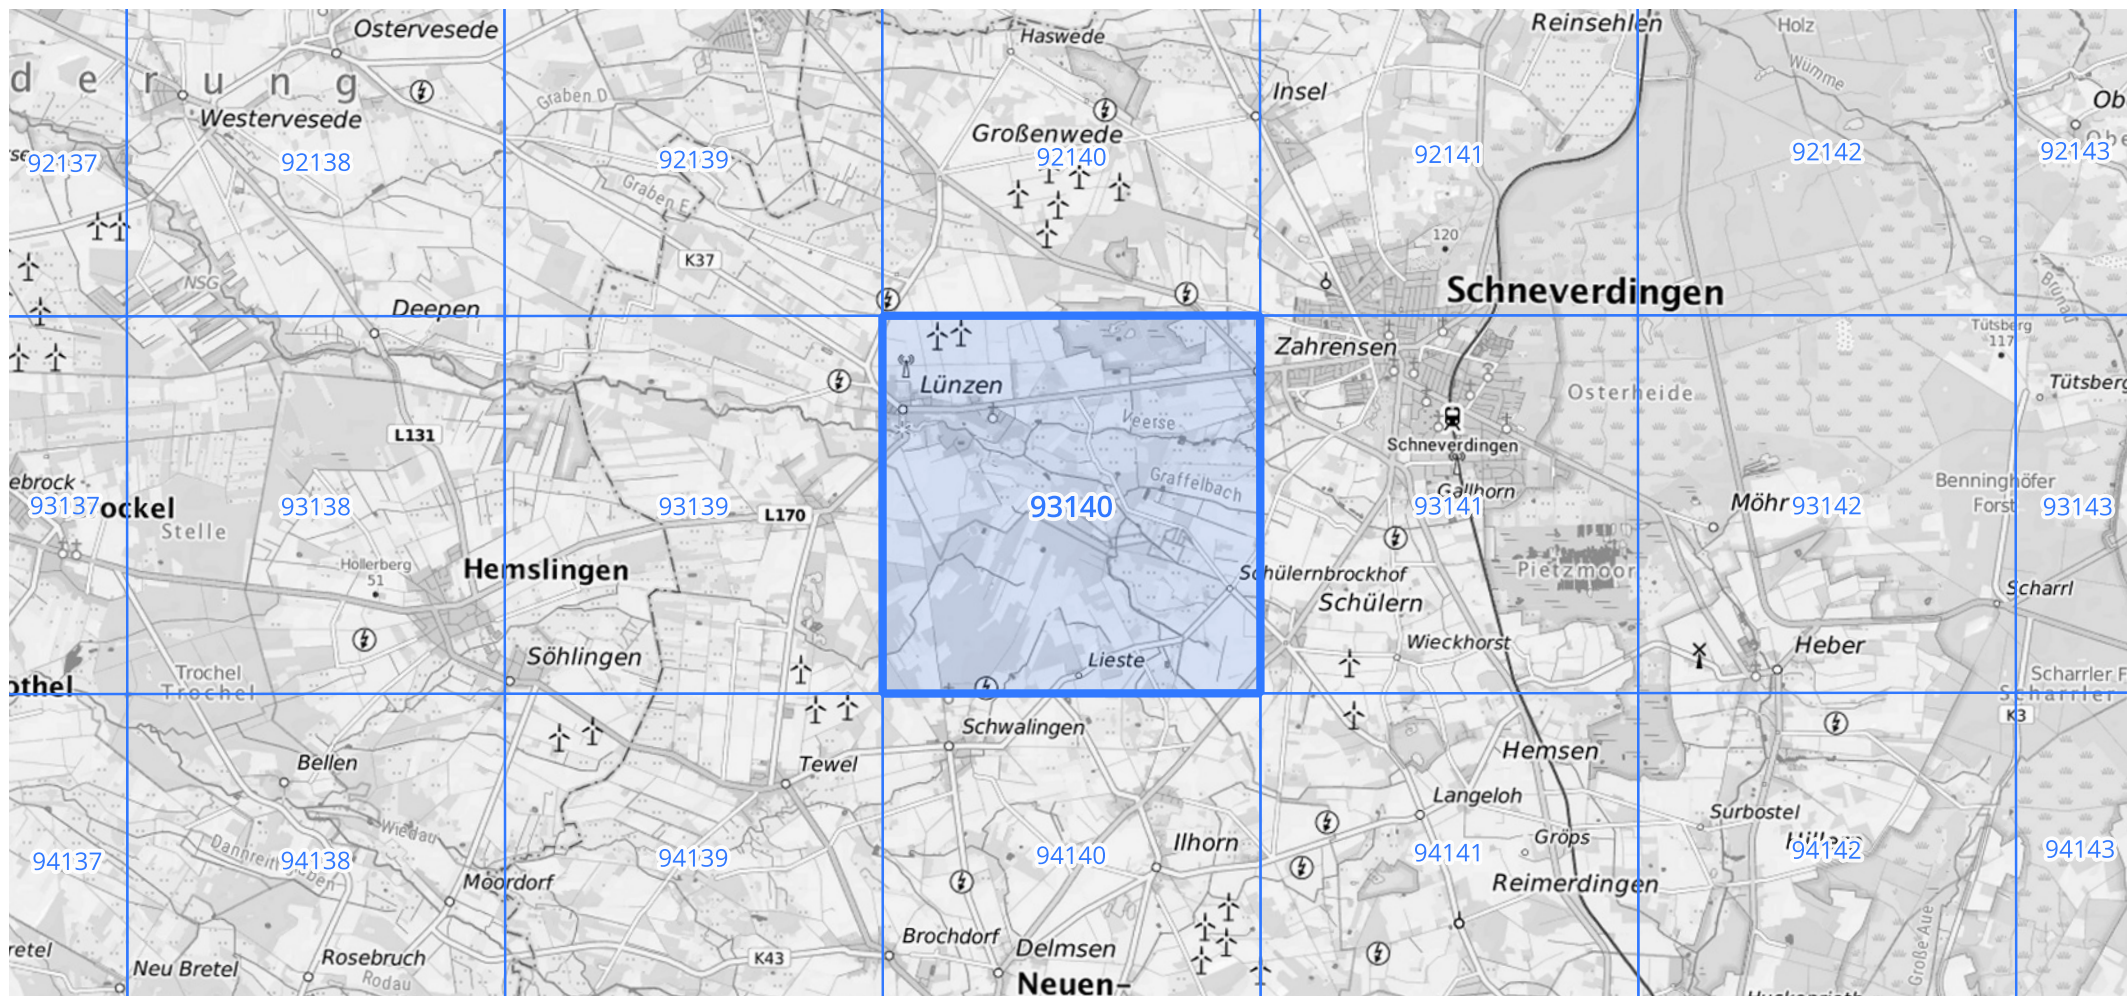 Reinsehlen
Holz
Ostervesede
Haswede
d e r u n g
Graben D
Insel
Wümme
Ob
Westervesede
Großenwede
92137
92138
92139
92140
92141
92142
92143
Graben E
120
K37
NSG
Schneverdingen
Brünau
Deepen
Tütsberg
117
Zahrensen
Lünzen
Tütsberg
Osterheide
Veerse
L131
Schneverdingen
ebrock
Graffelbach
Benninghöfer
Forst
Gallhorn
Möhr
93137
ockel
93138
93139
L170
93140
93141
93142
93143
Stelle
Höllerberg
51
Hemslingen
Pietzmoor
Schülernbrockhof
Scharrl
Schülern
Söhlingen
Wieckhorst
Heber
Lieste
Trochel
Trochel
Scharrler F
Scharrler
othel
K3
Schwalingen
Hemsen
Bellen
Tewel
Langeloh
Surbostel
Wiedau
Gröps
Ilhorn
Dannreithgraben
94137
94138
94139
94140
94141
94142
94143
Moordorf
Reimerdingen
Große Aue
Brochdorf
Delmsen
retel
Neu Bretel
Rosebruch
K43
Rodau
Neuen-